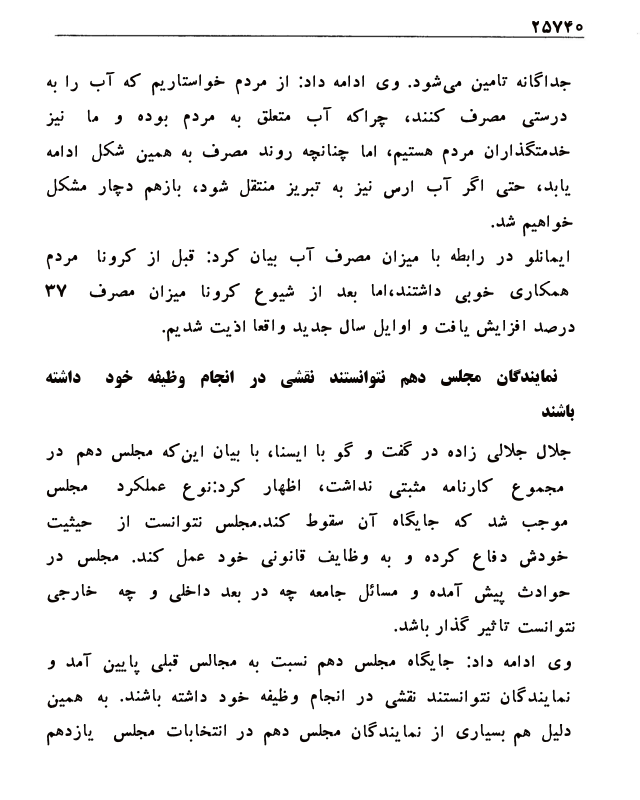 ۲۵۷۴۰
جداگانه تامین می‌شود. وی ادامه داد: از مردم خواستاریم که آب را به
درستی مصرف کنند، چراکه آب متعلق به مردم بوده و ما نیز
خدمتگذاران مردم هستیم، اما چنانچه روند مصرف به همین شکل ادامه
یابد، حتی اگر آب ارس نیز به تبریز منتقل شود، بازهم دچار مشکل
خواهیم شد.
ایمانلو در رابطه با میزان مصرف آب بیان کرد: قبل از کرونا مردم
همکاری خوبی داشتند،اما بعد از شیوع کرونا میزان مصرف ۳۷
درصد افزایش یافت و اوایل سال جدید واقعا اذیت شدیم.
نمایندگان مجلس دهم نتوانستند نقشی در انجام وظیفه خود داشته
باشند
جلال جلالی زاده در گفت و گو با ایسنا، با بیان این‌که مجلس دهم در
مجموع کارنامه مثبتی نداشت، اظهار کرد:نوع عملکرد مجلس
موجب شد که جایگاه آن سقوط کند.مجلس نتوانست از حیثیت
خودش دفاع کرده و به وظایف قانونی خود عمل کند. مجلس در
حوادث پیش آمده و مسائل جامعه چه در بعد داخلی و چه خارجی
نتوانست تاثیر گذار باشد.
وی ادامه داد: جایگاه مجلس دهم نسبت به مجالس قبلی پایین آمد و
نمایندگان نتوانستند نقشی در انجام وظیفه خود داشته باشند. به همین
دلیل هم بسیاری از نمایندگان مجلس دهم در انتخابات مجلس یازدهم